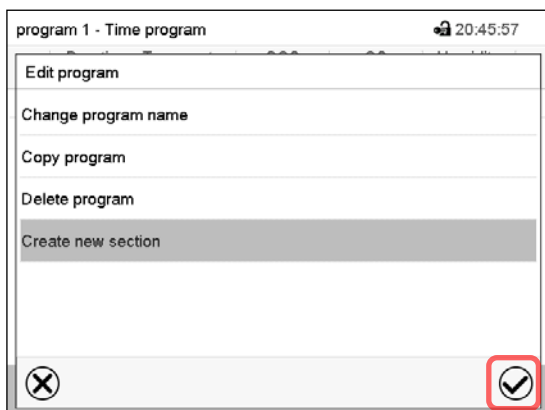 program 1 - Time program 20:45:57
Edit program
Change program name
Copy program
Delete program
Create new section